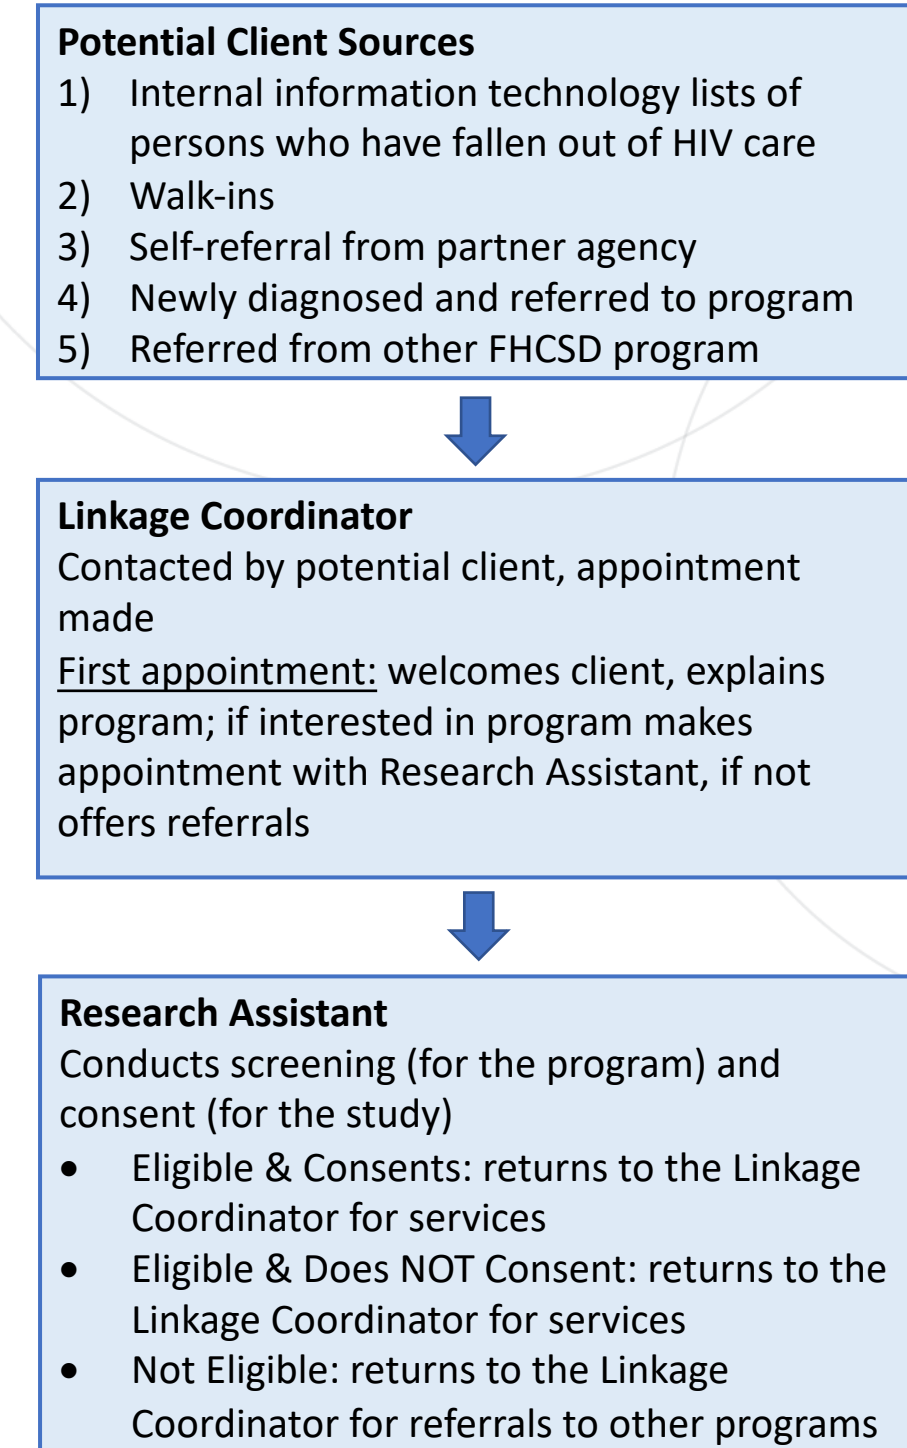 Potential Client Sources
1) Internal information technology lists of
persons who have fallen out of HIV care
2) Walk-ins
3) Self-referral from partner agency
4) Newly diagnosed and referred to program
5) Referred from other FHCSD program
Linkage Coordinator
Contacted by potential client, appointment
made
First appointment: welcomes client, explains
program; if interested in program makes
appointment with Research Assistant, if not
offers referrals
Research Assistant
Conducts screening (for the program) and
consent (for the study)
• Eligible & Consents: returns to the Linkage
Coordinator for services
• Eligible & Does NOT Consent: returns to the
Linkage Coordinator for services
• Not Eligible: returns to the Linkage
Coordinator for referrals to other programs